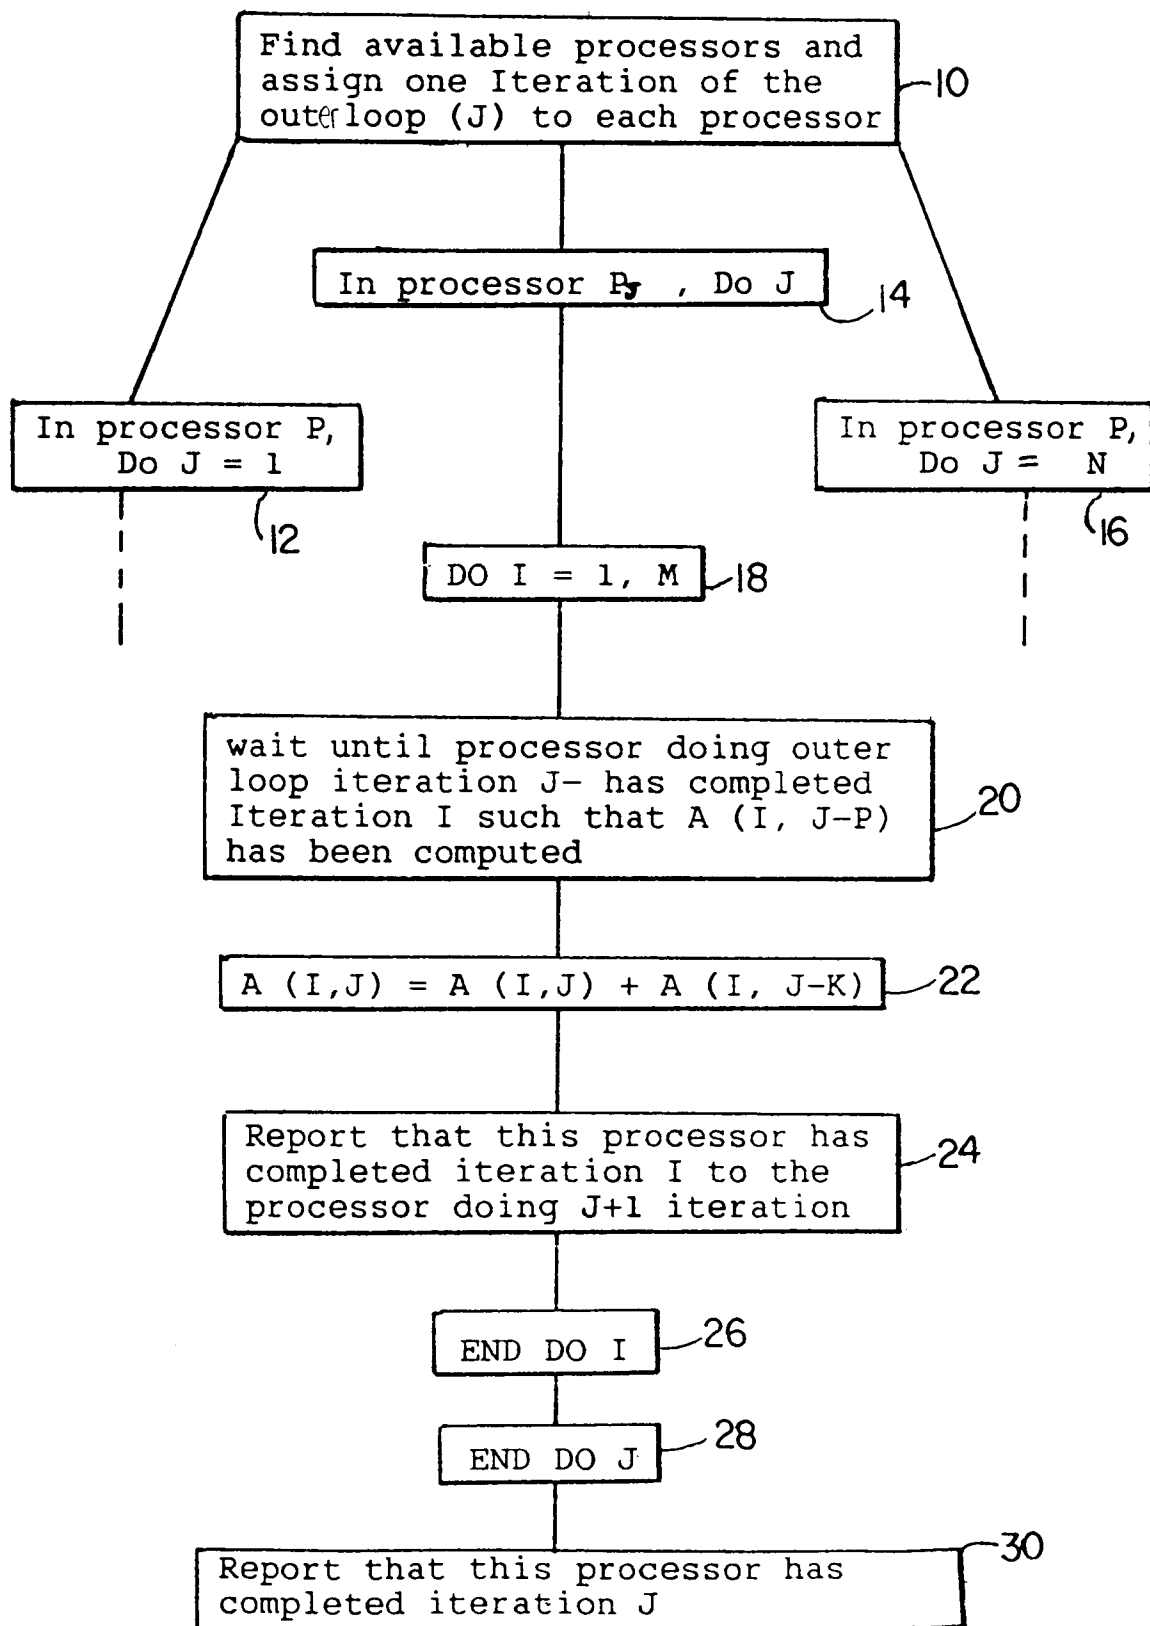 Find available processors and
assign one Iteration of the
outer loop (J) to each processor
10
In processor PJ , Do J
14
In processor P,
Do J = 1
12
In processor P,
Do J = N
16
DO I = 1, M
18
wait until processor doing outer
loop iteration J- has completed
Iteration I such that A (I, J-P)
has been computed
20
A (I,J) = A (I,J) + A (I, J-K)
22
Report that this processor has
completed iteration I to the
processor doing J+1 iteration
24
END DO I
26
END DO J
28
Report that this processor has
completed iteration J
30